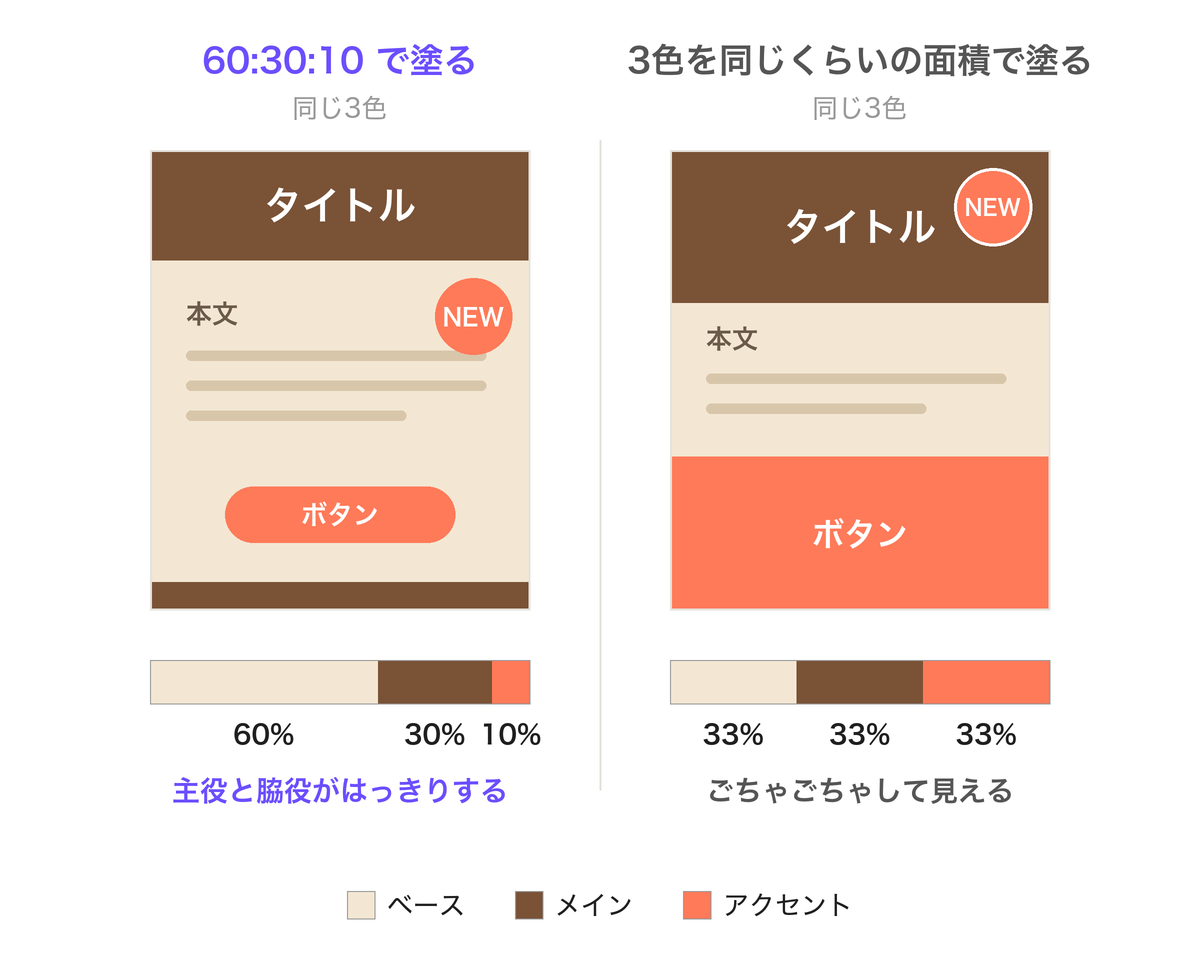 60:30:10 で塗る
同じ3色
タイトル
本文
NEW
ボタン
60% 30% 10%
主役と脇役がはっきりする
3色を同じくらいの面積で塗る
同じ3色
タイトル
NEW
本文
ボタン
33% 33% 33%
ごちゃごちゃして見える
ベース メイン アクセント